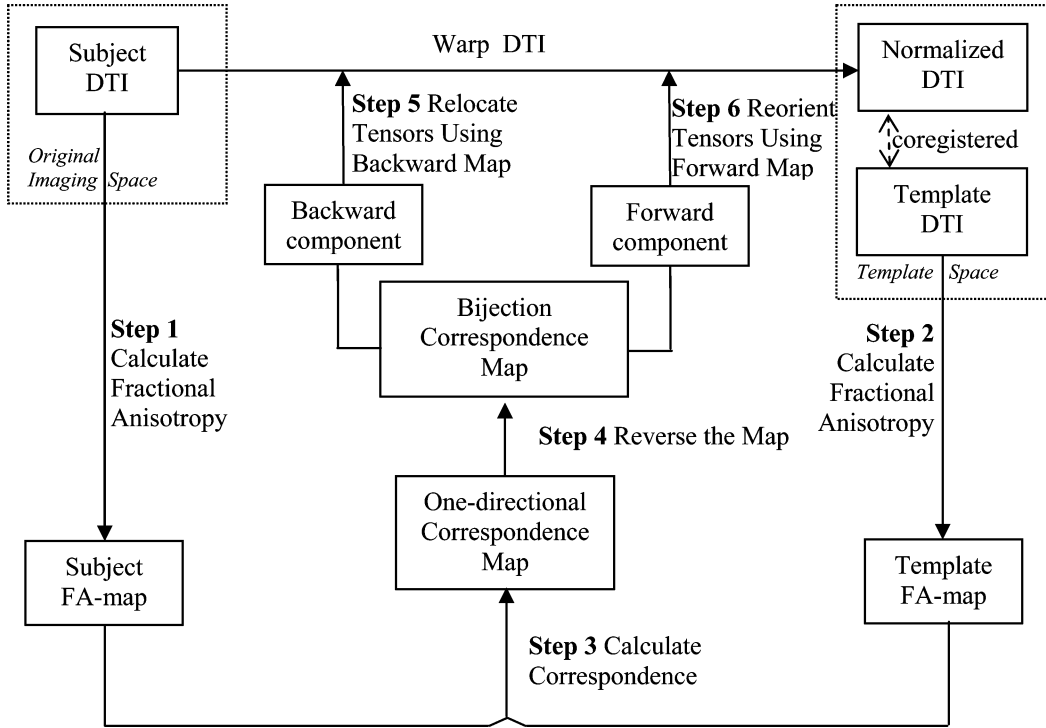 Subject
DTI
Warp DTI
Normalized
DTI
Step 5 Relocate
Tensors Using
Backward Map
Step 6 Reorient
Tensors Using
Forward Map
coregistered
Original
Imaging Space
Backward
component
Forward
component
Template
DTI
Template Space
Bijection
Correspondence
Map
Step 1
Calculate
Fractional
Anisotropy
Step 2
Calculate
Fractional
Anisotropy
Step 4 Reverse the Map
One-directional
Correspondence
Map
Subject
FA-map
Template
FA-map
Step 3 Calculate
Correspondence